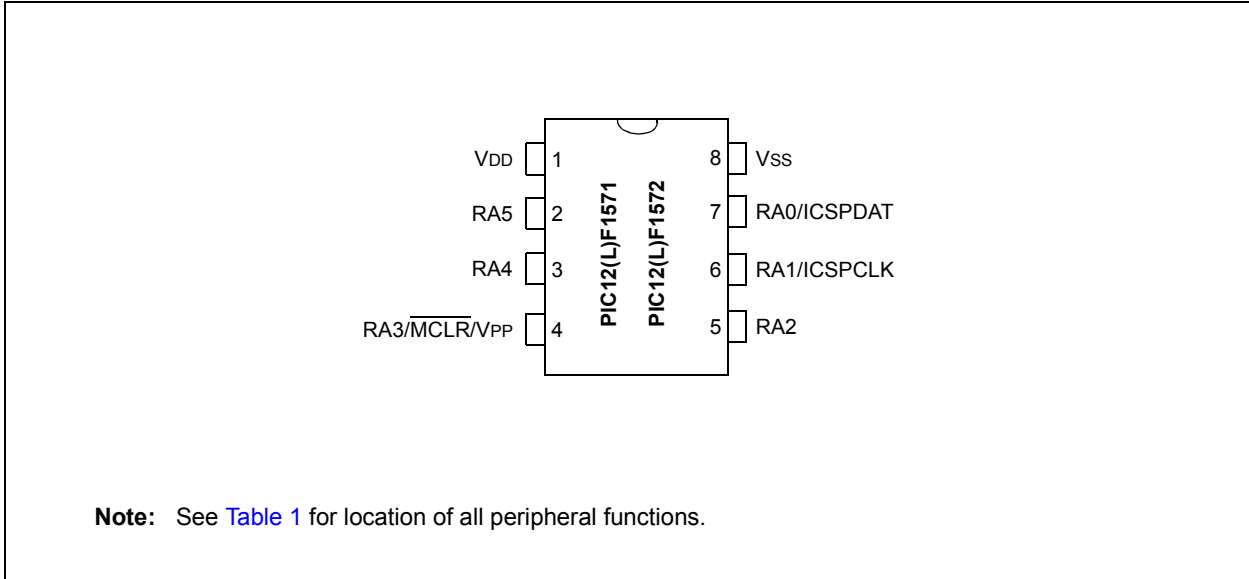 VDD 1 8 VSS
RA5 2 7 RA0/ICSPDAT
RA4 3 6 RA1/ICSPCLK
RA3/MCLR/VPP 4 5 RA2
PIC12(L)F1571
PIC12(L)F1572
Note: See Table 1 for location of all peripheral functions.